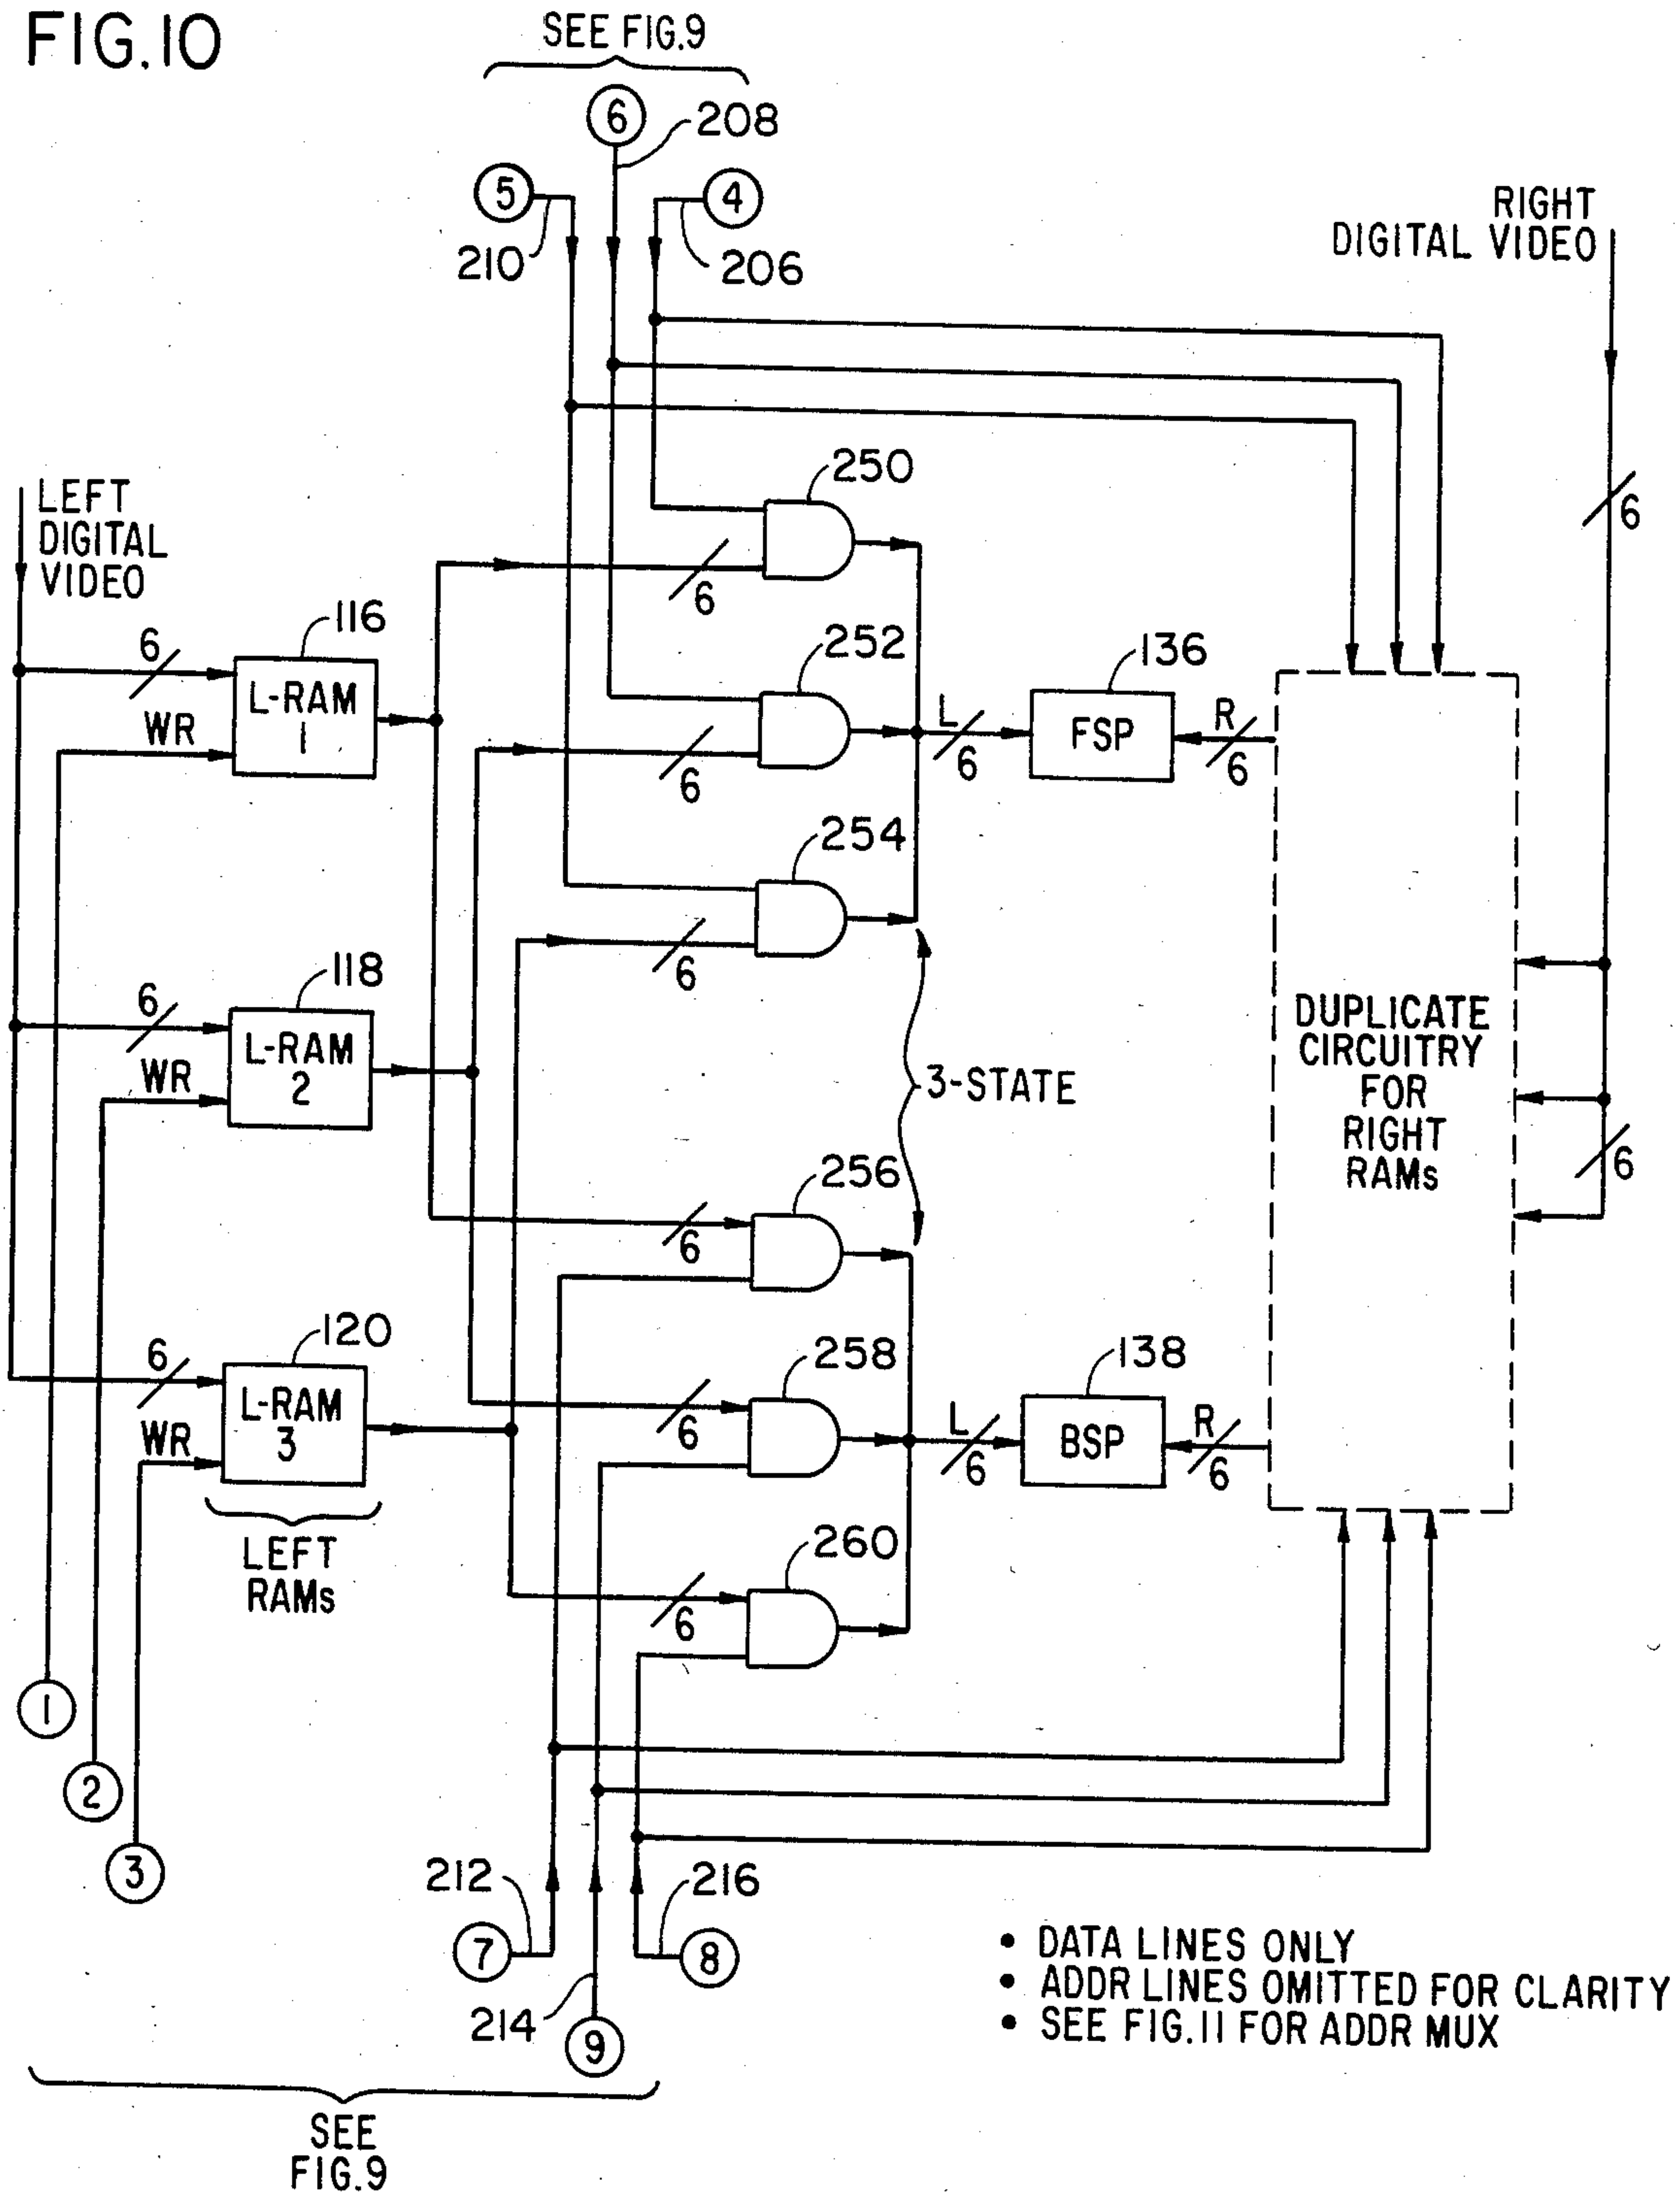 FIG.10
SEE FIG.9
6
208
5
4
210
206
RIGHT
DIGITAL VIDEO
6
LEFT
DIGITAL
VIDEO
250
6
6
116
L-RAM
1
WR
252
6
L
6
136
FSP
R
6
254
6
6
118
L-RAM
2
WR
3-STATE
DUPLICATE
CIRCUITRY
FOR
RIGHT
RAMs
6
256
6
6
120
L-RAM
3
WR
LEFT
RAMs
258
6
L
6
138
BSP
R
6
260
6
1
2
3
212
216
7
8
214
9
• DATA LINES ONLY
• ADDR LINES OMITTED FOR CLARITY
• SEE FIG.11 FOR ADDR MUX
SEE
FIG.9